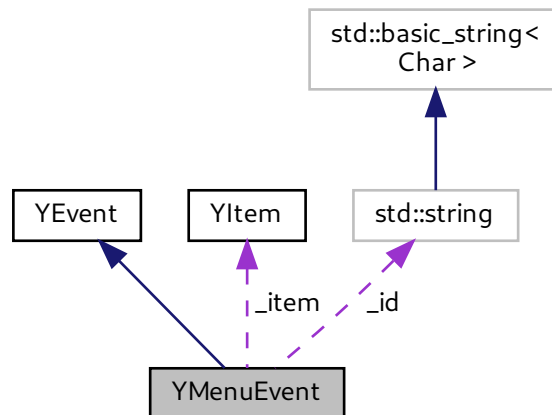 std::basic_string<
Char >
YEvent
YItem
std::string
_item
_id
YMenuEvent